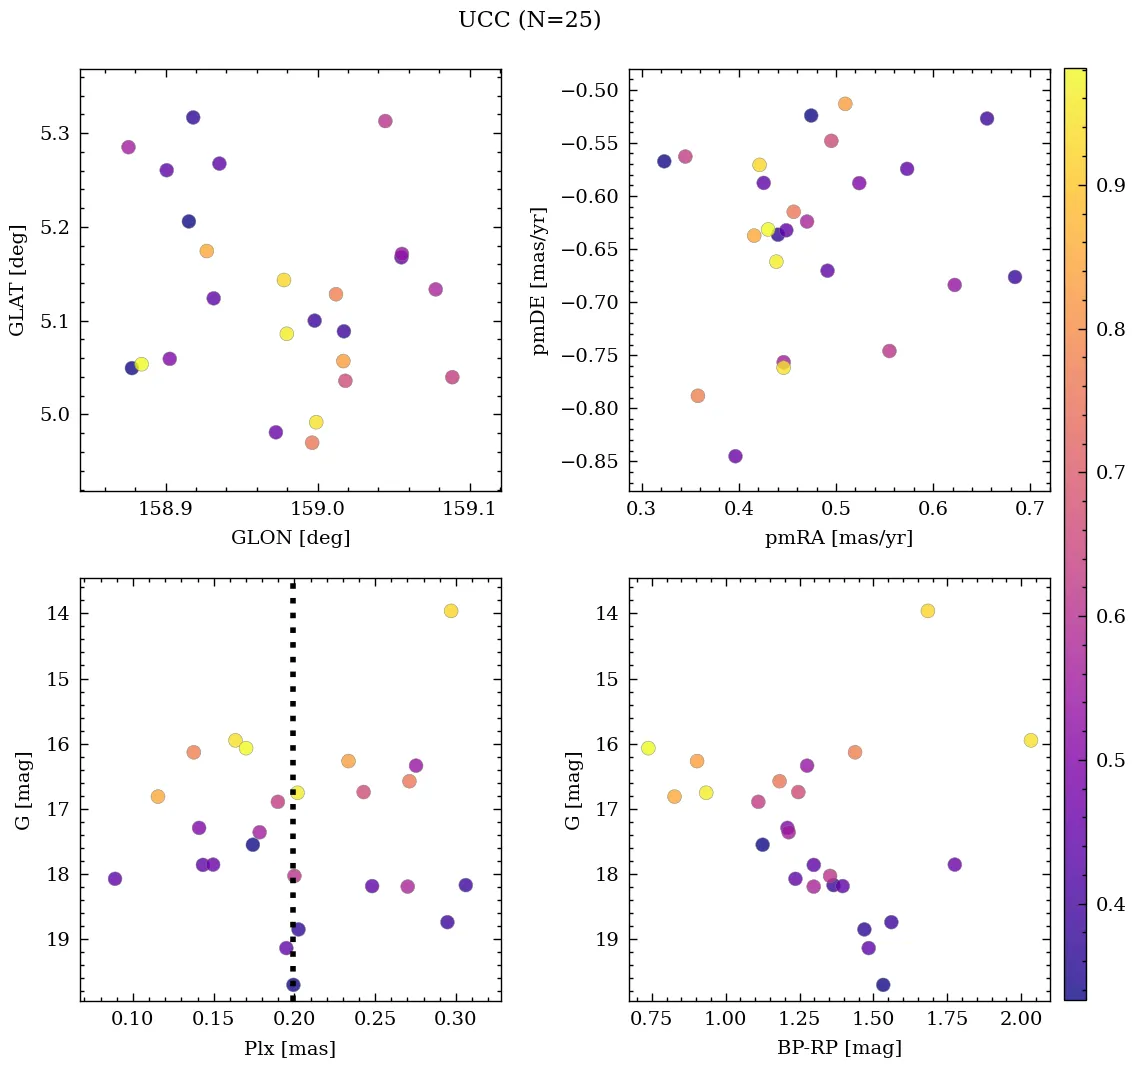 UCC (N=25)
5.3
5.2
5.1
5.0
GLAT [deg]
158.9 159.0 159.1
GLON [deg]
−0.50
−0.55
−0.60
−0.65
−0.70
−0.75
−0.80
−0.85
pmDE [mas/yr]
0.3 0.4 0.5 0.6 0.7
pmRA [mas/yr]
0.9
0.8
0.7
0.6
0.5
0.4
14
15
16
17
18
19
G [mag]
0.10 0.15 0.20 0.25 0.30
Plx [mas]
14
15
16
17
18
19
G [mag]
0.75 1.00 1.25 1.50 1.75 2.00
BP-RP [mag]